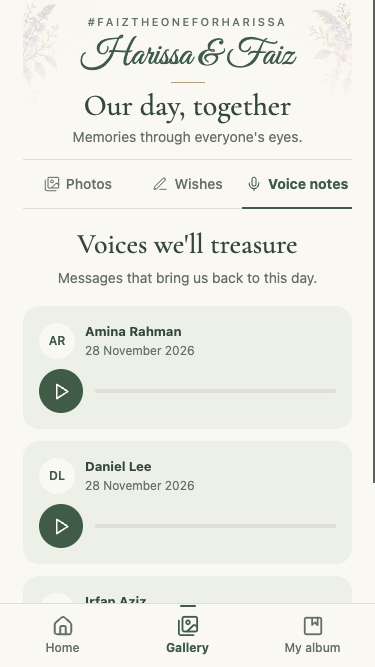 #FAIZTHEONEFORHARISSA
Harissa & Faiz
Our day, together
Memories through everyone's eyes.
Photos
Wishes
Voice notes
Voices we'll treasure
Messages that bring us back to this day.
AR
Amina Rahman
28 November 2026
DL
Daniel Lee
28 November 2026
Irfan Aziz
Home
Gallery
My album